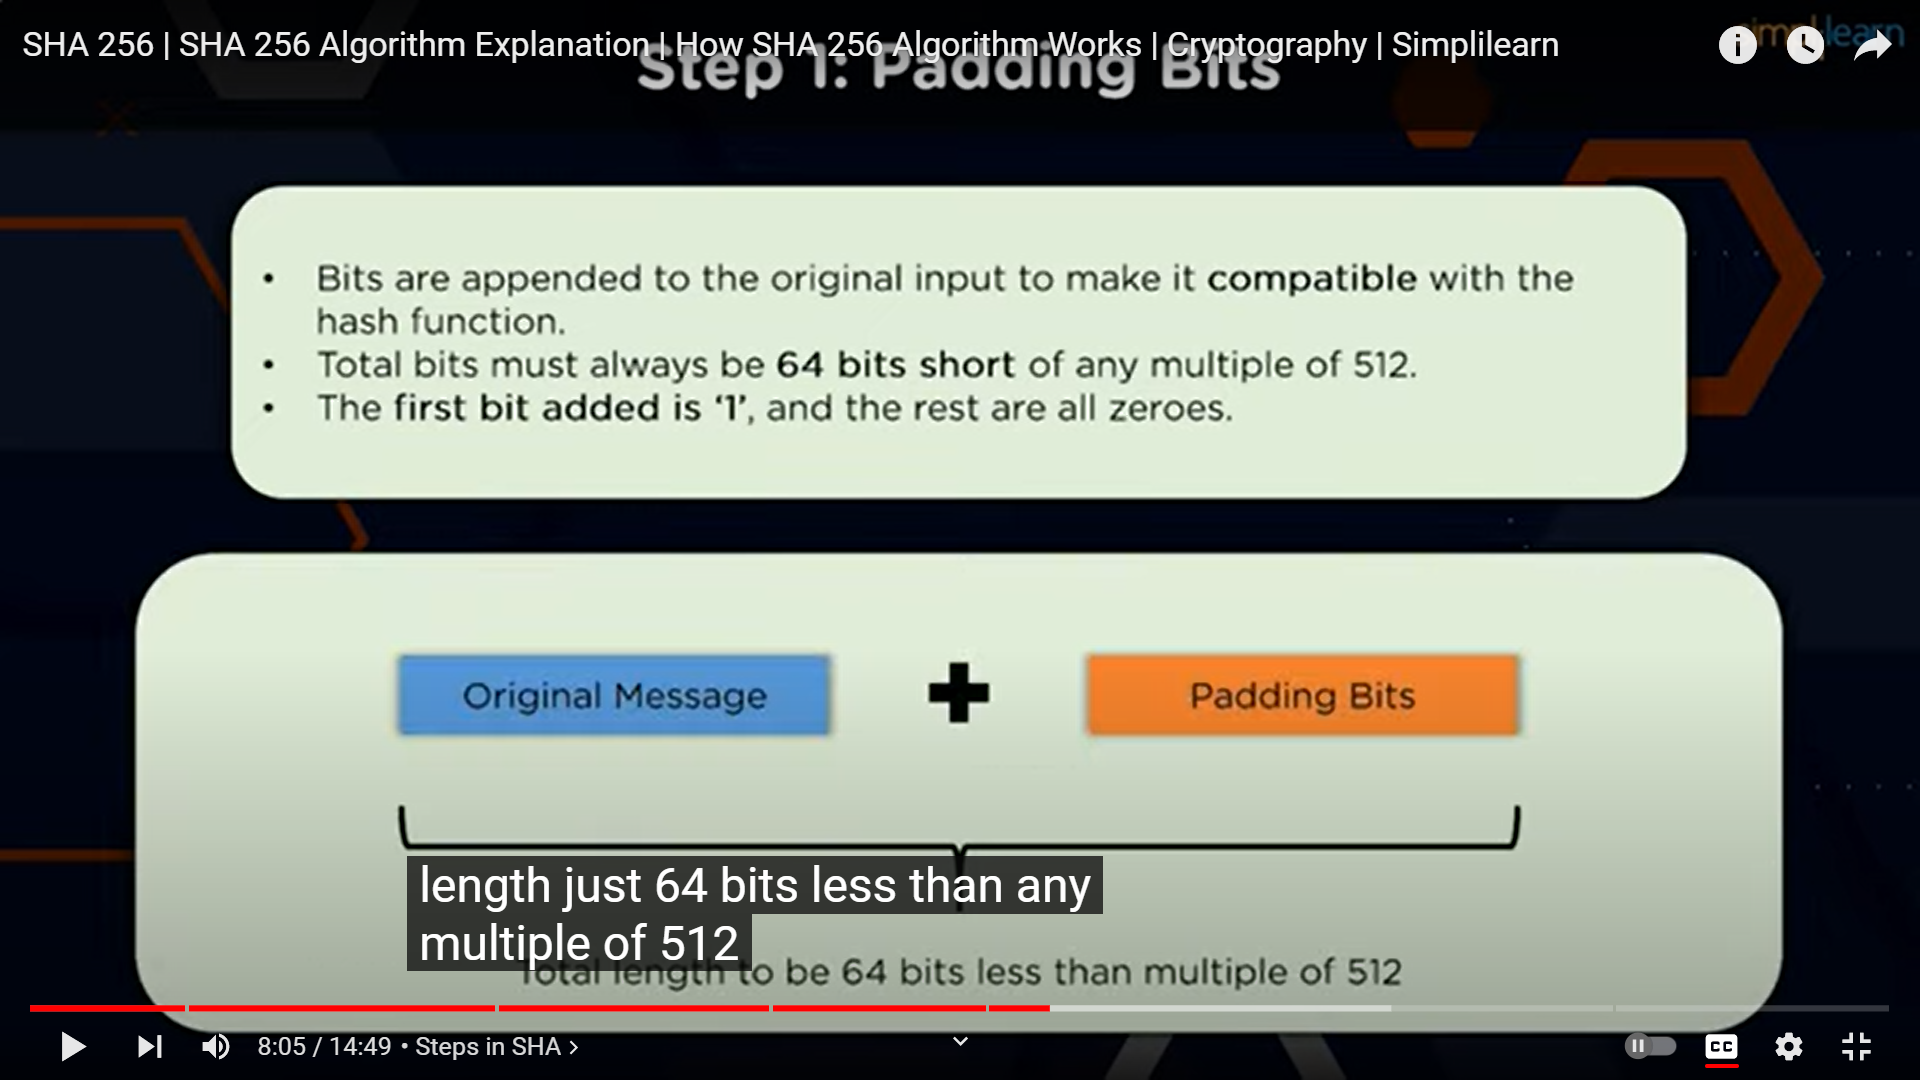 SHA 256 | SHA 256 Algorithm Explanation | How SHA 256 Algorithm Works | Cryptography | Simplilearn
simplilearn
Step 1: Padding Bits
• Bits are appended to the original input to make it compatible with the
hash function.
• Total bits must always be 64 bits short of any multiple of 512.
• The first bit added is ‘1’, and the rest are all zeroes.
Original Message
Padding Bits
length just 64 bits less than any
multiple of 512
Total length to be 64 bits less than multiple of 512
8:05 / 14:49 • Steps in SHA >
CC